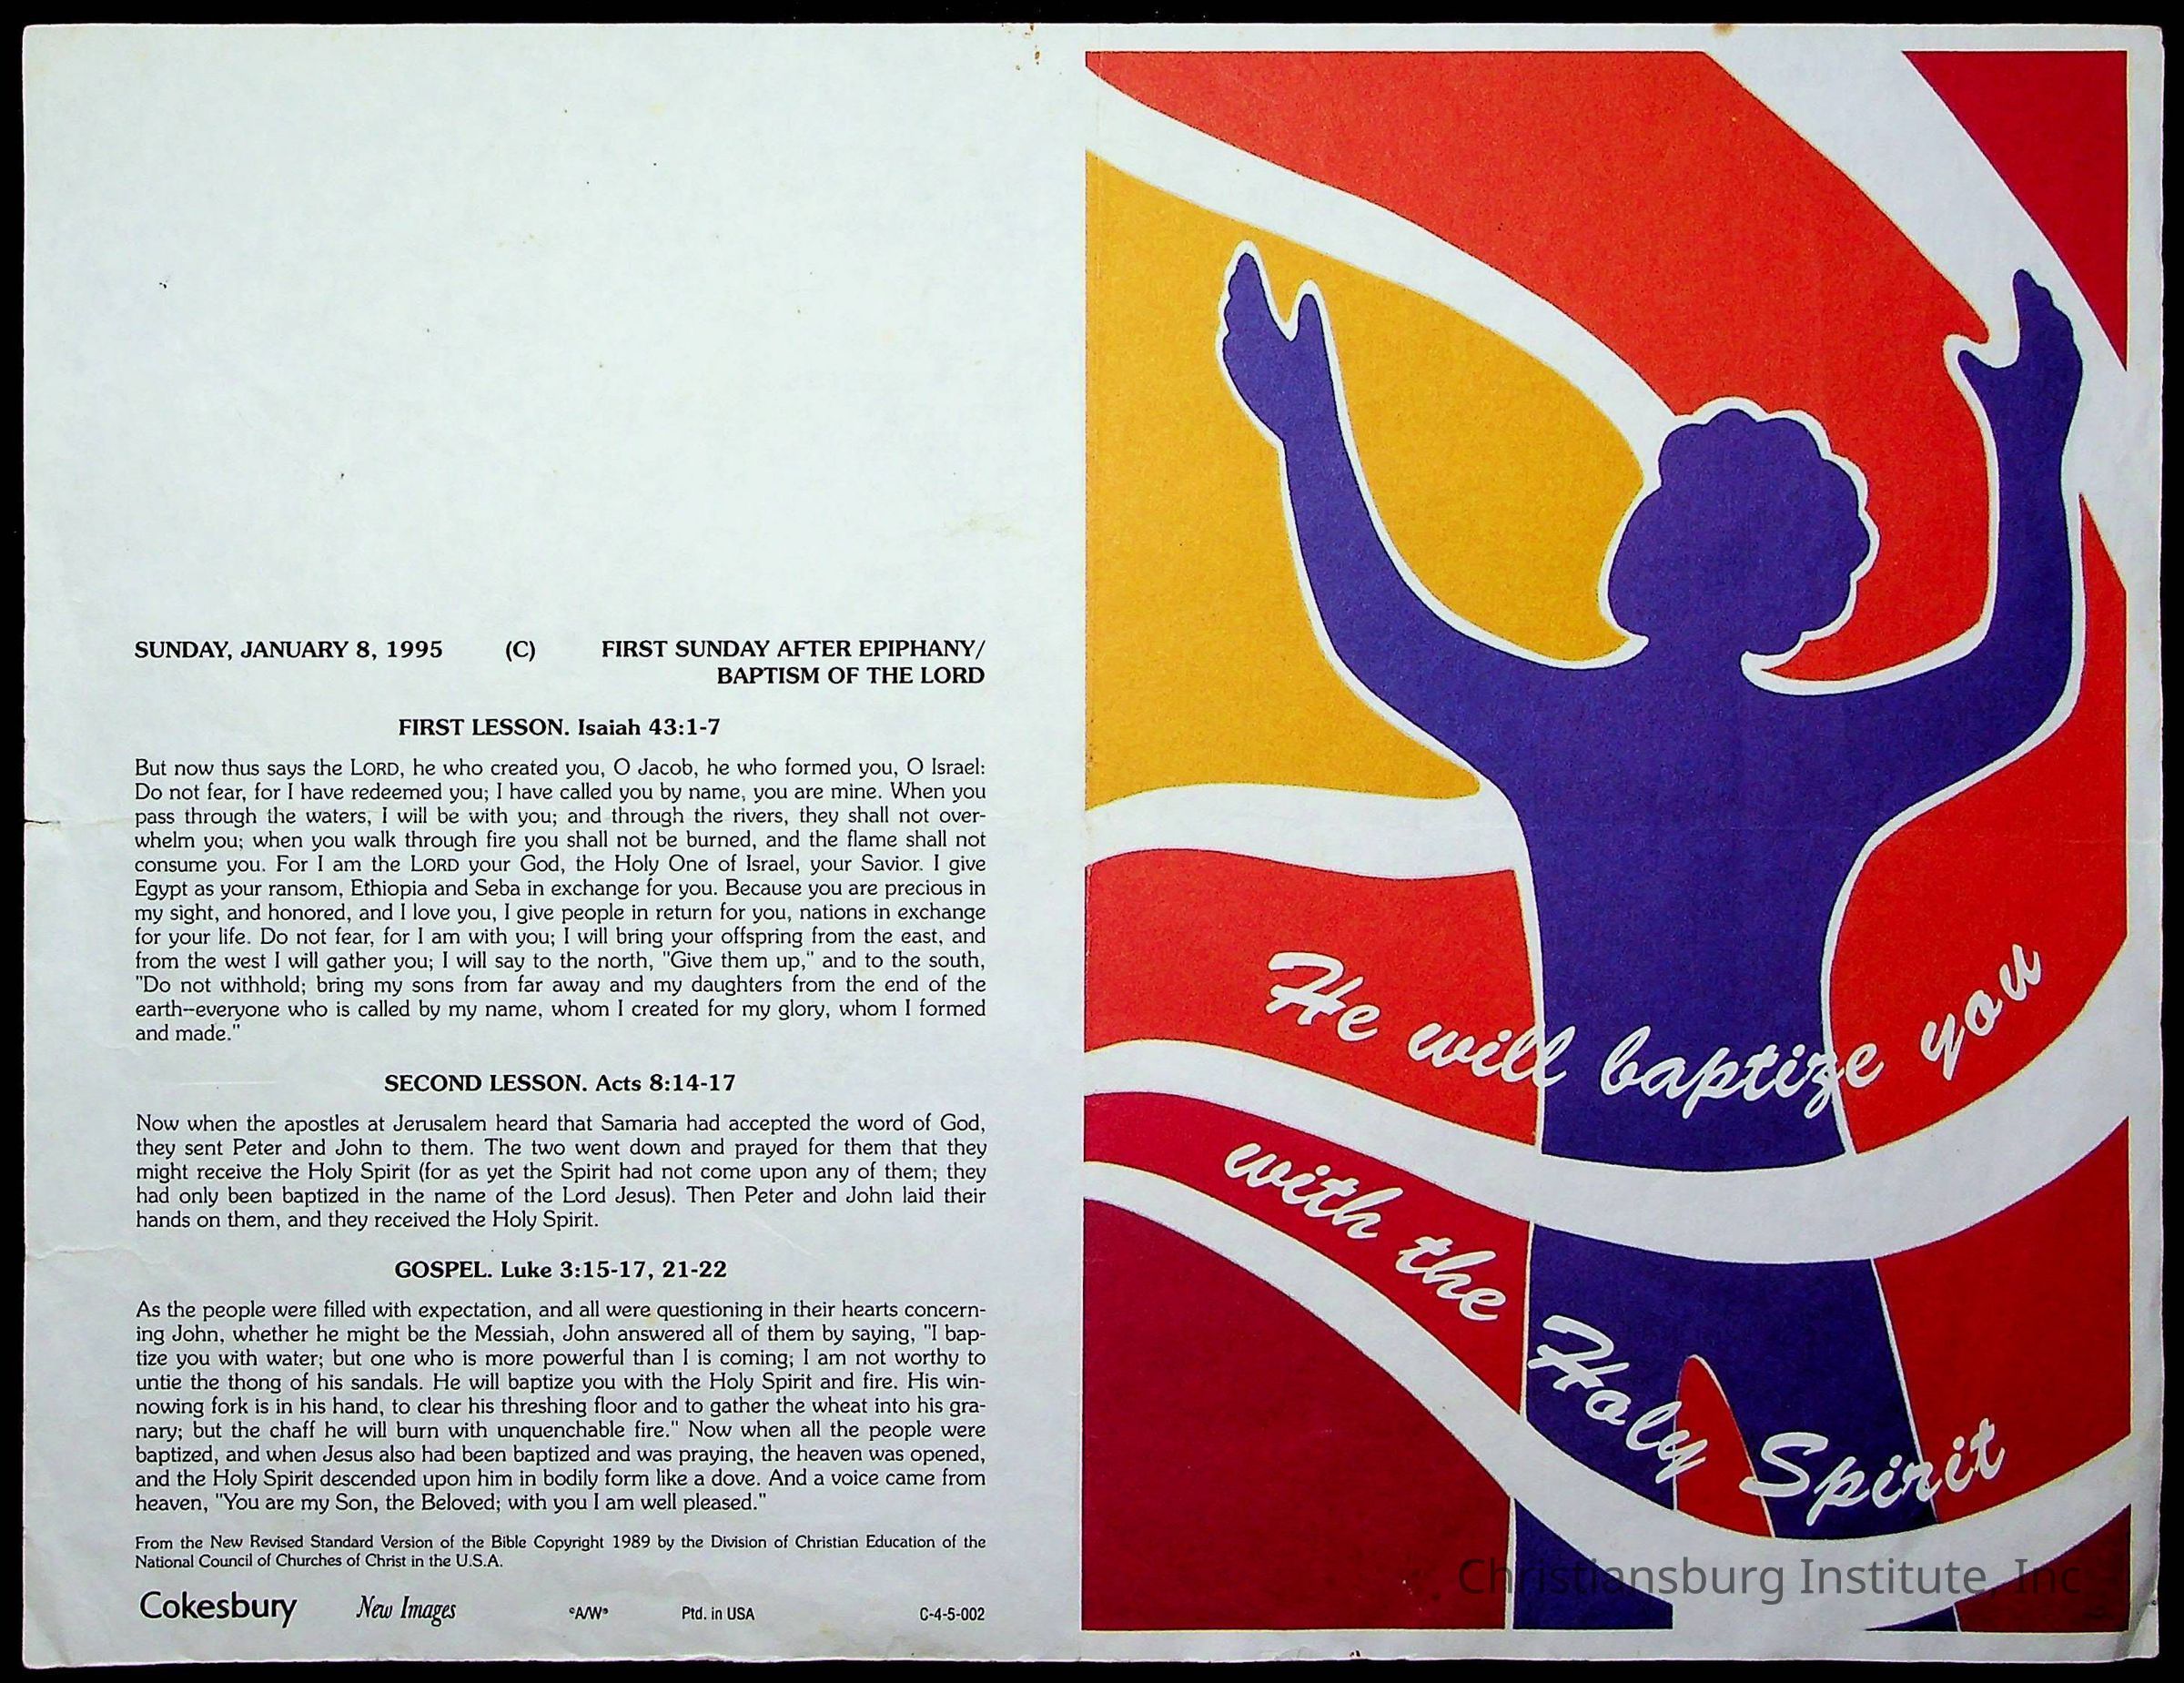 SUNDAY, JANUARY 8, 1995 (C) FIRST SUNDAY AFTER EPIPHANY/
BAPTISM OF THE LORD
FIRST LESSON. Isaiah 43:1-7
But now thus says the LORD, he who created you, O Jacob, he who formed you, O Israel:
Do not fear, for I have redeemed you; I have called you by name, you are mine. When you
pass through the waters, I will be with you; and through the rivers, they shall not over-
whelm you; when you walk through fire you shall not be burned, and the flame shall not
consume you. For I am the LORD your God, the Holy One of Israel, your Savior. I give
Egypt as your ransom, Ethiopia and Seba in exchange for you. Because you are precious in
my sight, and honored, and I love you, I give people in return for you, nations in exchange
for your life. Do not fear, for I am with you; I will bring your offspring from the east, and
from the west I will gather you; I will say to the north, "Give them up," and to the south,
"Do not withhold; bring my sons from far away and my daughters from the end of the
earth--everyone who is called by my name, whom I created for my glory, whom I formed
and made."
SECOND LESSON. Acts 8:14-17
Now when the apostles at Jerusalem heard that Samaria had accepted the word of God,
they sent Peter and John to them. The two went down and prayed for them that they
might receive the Holy Spirit (for as yet the Spirit had not come upon any of them; they
had only been baptized in the name of the Lord Jesus). Then Peter and John laid their
hands on them, and they received the Holy Spirit.
GOSPEL. Luke 3:15-17, 21-22
As the people were filled with expectation, and all were questioning in their hearts concern-
ing John, whether he might be the Messiah, John answered all of them by saying, "I bap-
tize you with water; but one who is more powerful than I is coming; I am not worthy to
untie the thong of his sandals. He will baptize you with the Holy Spirit and fire. His win-
nowing fork is in his hand, to clear his threshing floor and to gather the wheat into his gra-
nary; but the chaff he will burn with unquenchable fire." Now when all the people were
baptized, and when Jesus also had been baptized and was praying, the heaven was opened,
and the Holy Spirit descended upon him in bodily form like a dove. And a voice came from
heaven, "You are my Son, the Beloved; with you I am well pleased."
From the New Revised Standard Version of the Bible Copyright 1989 by the Division of Christian Education of the
National Council of Churches of Christ in the U.S.A.
Cokesbury New Images ©A/W® Ptd. in USA C-4-5-002
He will baptize you
with the Holy Spirit
Christiansburg Institute, Inc